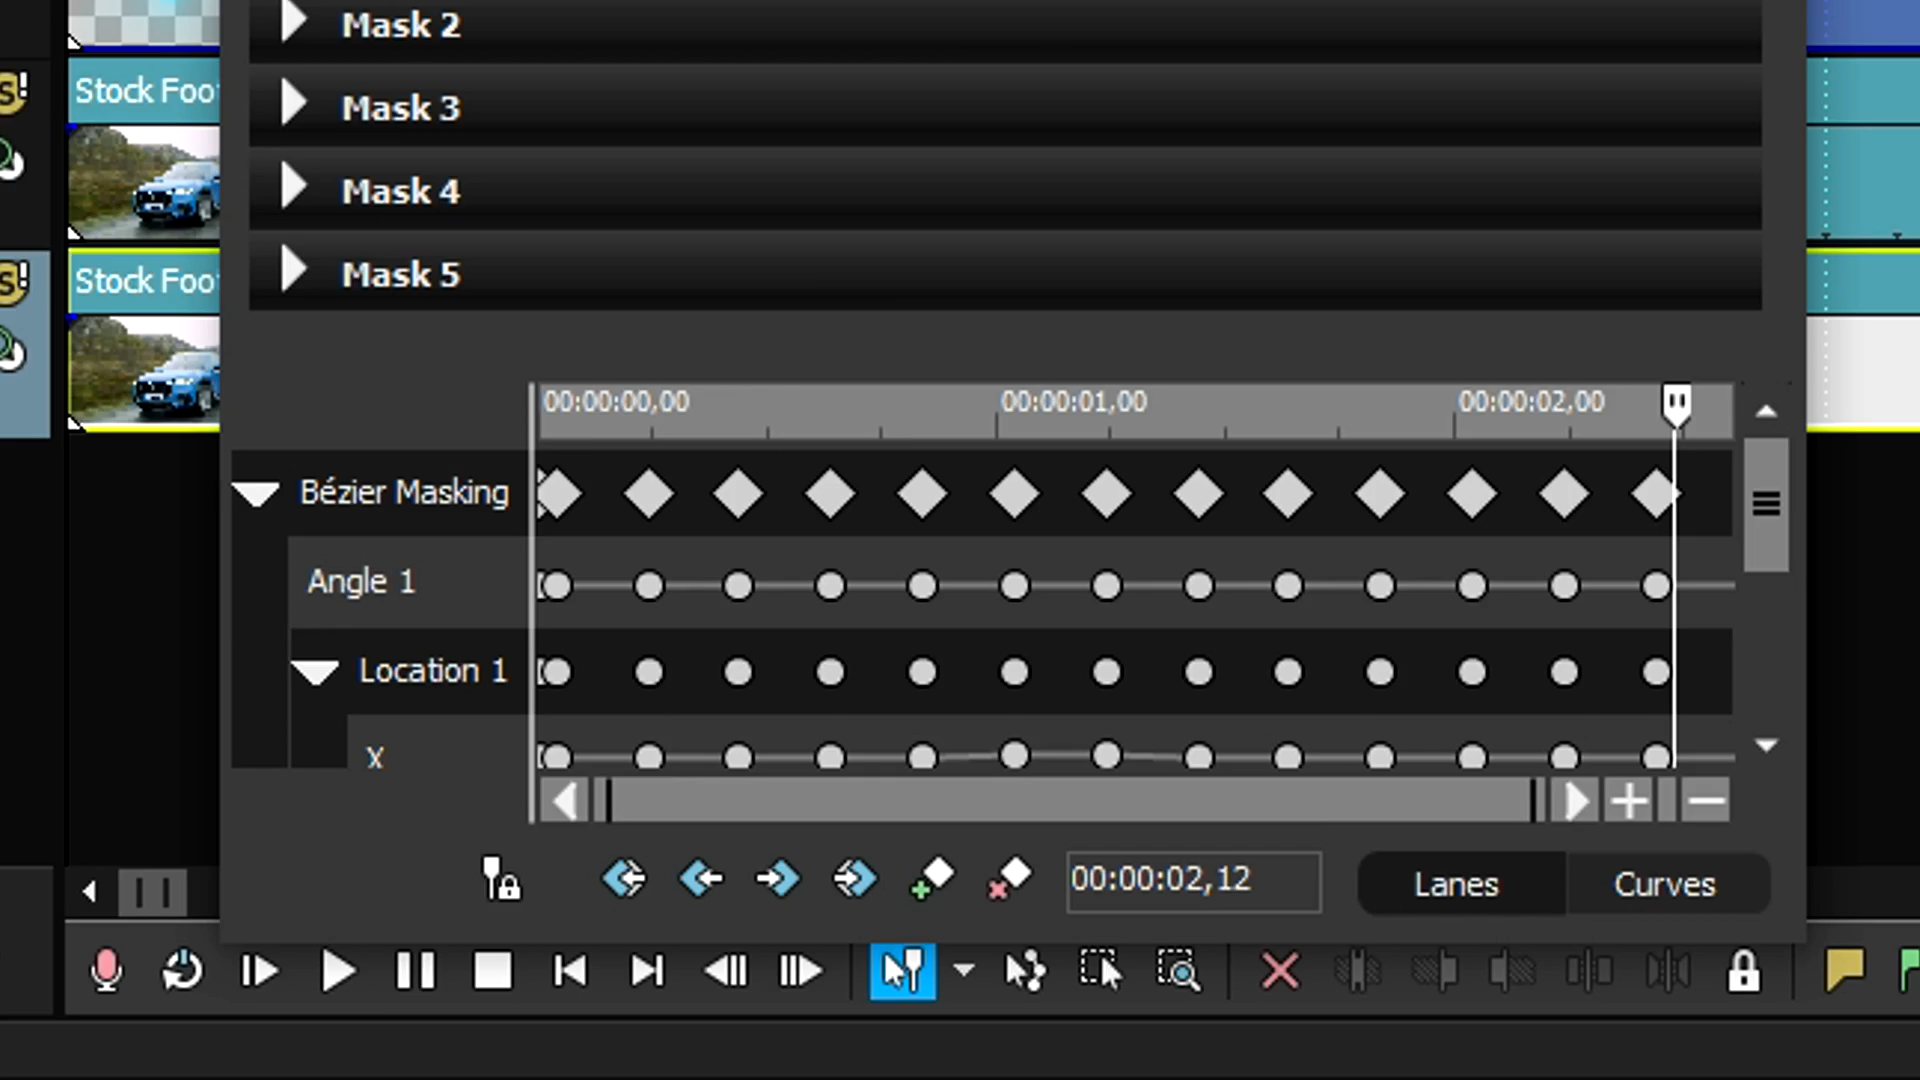 Mask 2
Stock Foo
Mask 3
Mask 4
Mask 5
Stock Foo
00:00:00,00 00:00:01,00 00:00:02,00
Bézier Masking
Angle 1
Location 1
X
00:00:02,12 Lanes Curves